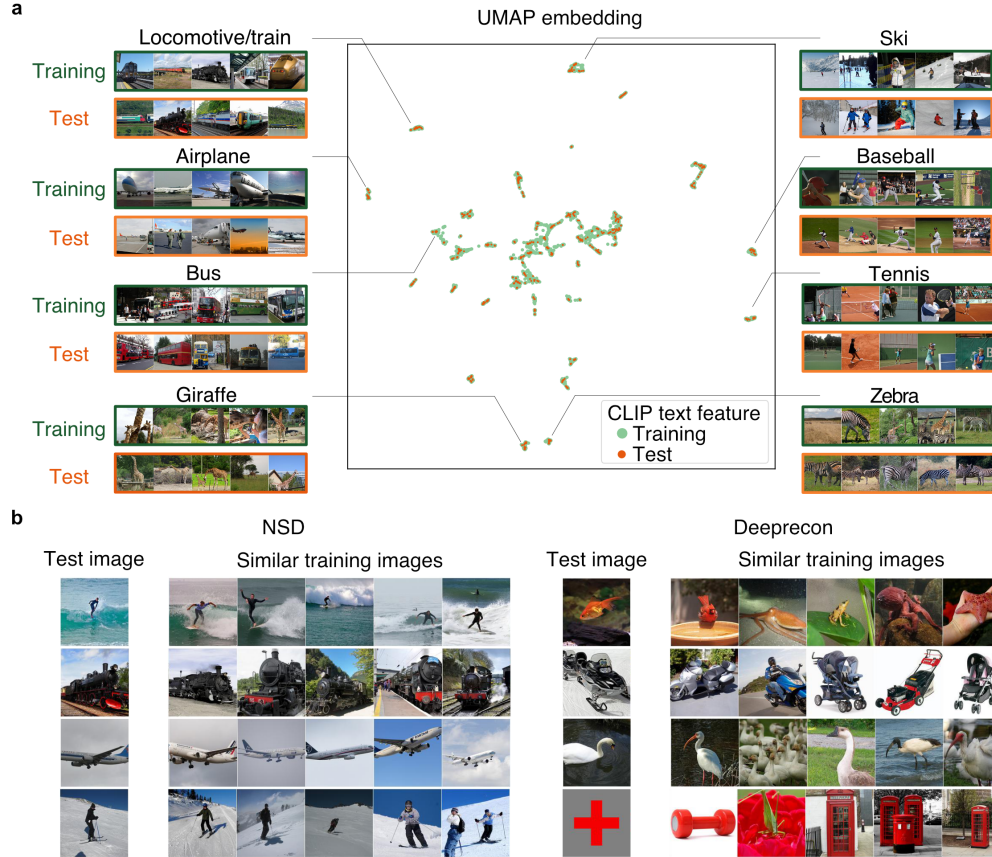 a
UMAP embedding
Locomotive/train
Training
Test
Airplane
Training
Test
Bus
Training
Test
Giraffe
Training
Test
Ski
Baseball
Tennis
Zebra
CLIP text feature
Training
Test
b
NSD
Test image
Similar training images
Deeprecon
Test image
Similar training images